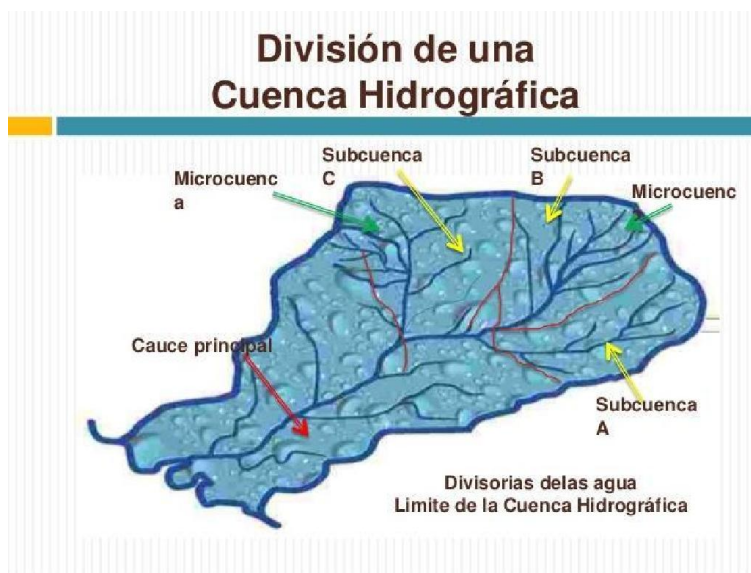 División de una
Cuenca Hidrográfica
Subcuenca
C
Subcuenca
B
Microcuenc
a
Microcuenc
Cauce principal
Subcuenca
A
Divisorias delas agua
Limite de la Cuenca Hidrográfica